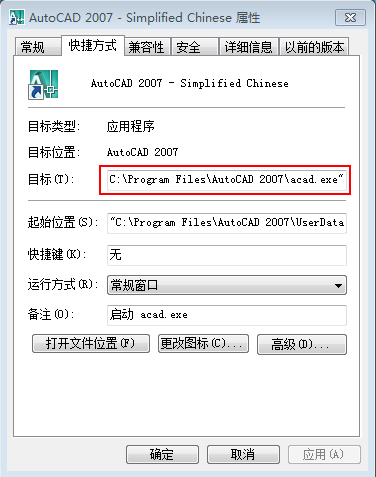 AutoCAD 2007 - Simplified Chinese 属性
常规 快捷方式 兼容性 安全 详细信息 以前的版本
AutoCAD 2007 - Simplified Chinese
目标类型: 应用程序
目标位置: AutoCAD 2007
目标(T): C:\Program Files\AutoCAD 2007\acad.exe"
起始位置(S): "C:\Program Files\AutoCAD 2007\UserData
快捷键(K): 无
运行方式(R): 常规窗口
备注(O): 启动 acad.exe
打开文件位置(F) 更改图标(C)... 高级(D)...
确定 取消 应用(A)